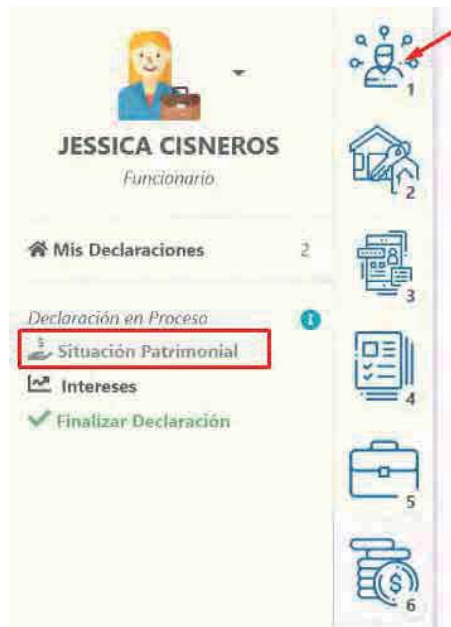 JESSICA CISNEROS
Funcionario
Mis Declaraciones 2
Declaración en Proceso i
Situación Patrimonial
Intereses
Finalizar Declaración
1
2
3
4
5
$
6